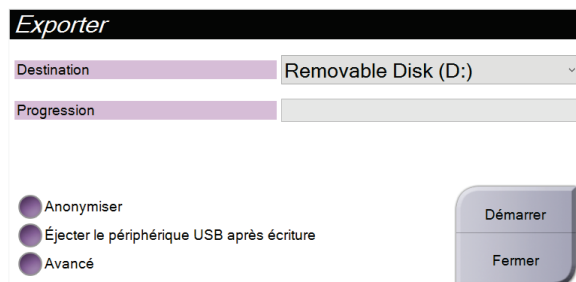 Exporter
Destination
Removable Disk (D:)
Progression
Anonymiser
Éjecter le périphérique USB après écriture
Avancé
Démarrer
Fermer